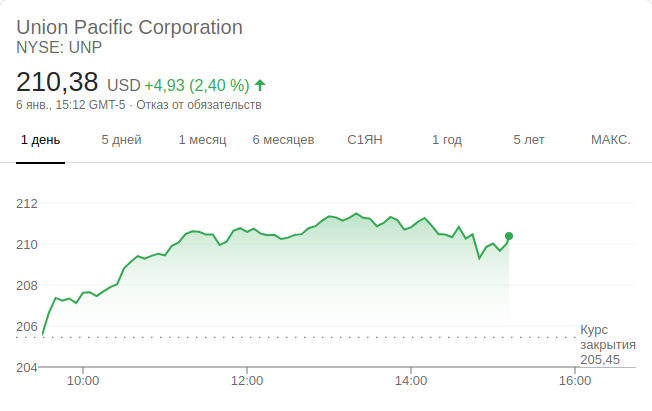 Union Pacific Corporation
NYSE: UNP
210,38 USD +4,93 (2,40 %)
6 янв., 15:12 GMT-5 · Отказ от обязательств
1 день 5 дней 1 месяц 6 месяцев С1ЯН 1 год 5 лет МАКС.
212
210
208
206
204
Курс
закрытия
205,45
10:00 12:00 14:00 16:00